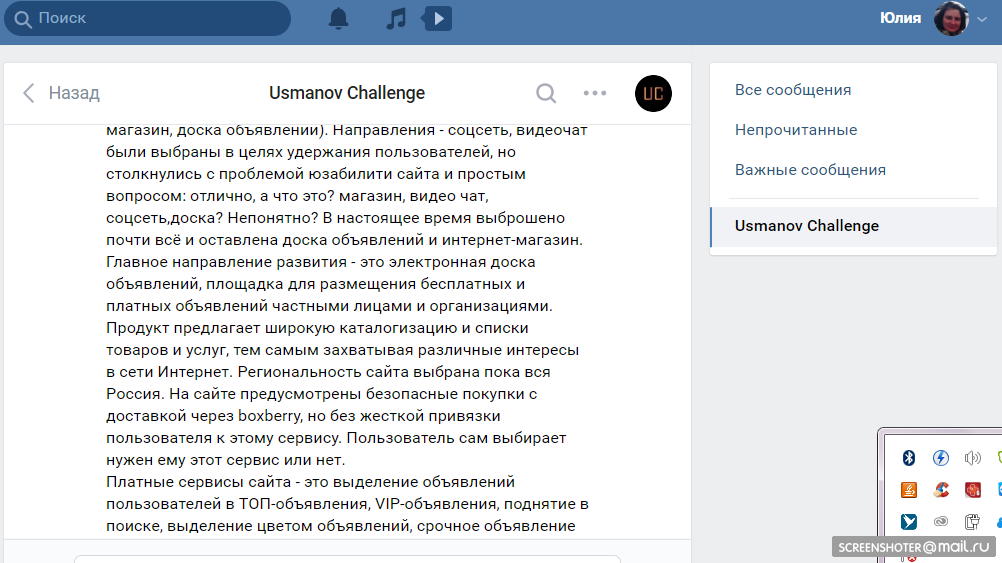 Поиск
Юлия
Назад
Usmanov Challenge
UC
магазин, доска объявлений). Направления - соцсеть, видеочат
были выбраны в целях удержания пользователей, но
столкнулись с проблемой юзабилити сайта и простым
вопросом: отлично, а что это? магазин, видео чат,
соцсеть,доска? Непонятно? В настоящее время выброшено
почти всё и оставлена доска объявлений и интернет-магазин.
Главное направление развития - это электронная доска
объявлений, площадка для размещения бесплатных и
платных объявлений частными лицами и организациями.
Продукт предлагает широкую каталогизацию и списки
товаров и услуг, тем самым захватывая различные интересы
в сети Интернет. Региональность сайта выбрана пока вся
Россия. На сайте предусмотрены безопасные покупки с
доставкой через boxberry, но без жесткой привязки
пользователя к этому сервису. Пользователь сам выбирает
нужен ему этот сервис или нет.
Платные сервисы сайта - это выделение объявлений
пользователей в ТОП-объявления, VIP-объявления, поднятие в
поиске, выделение цветом объявлений, срочное объявление
Все сообщения
Непрочитанные
Важные сообщения
Usmanov Challenge
SCREENSHOTER@mail.ru